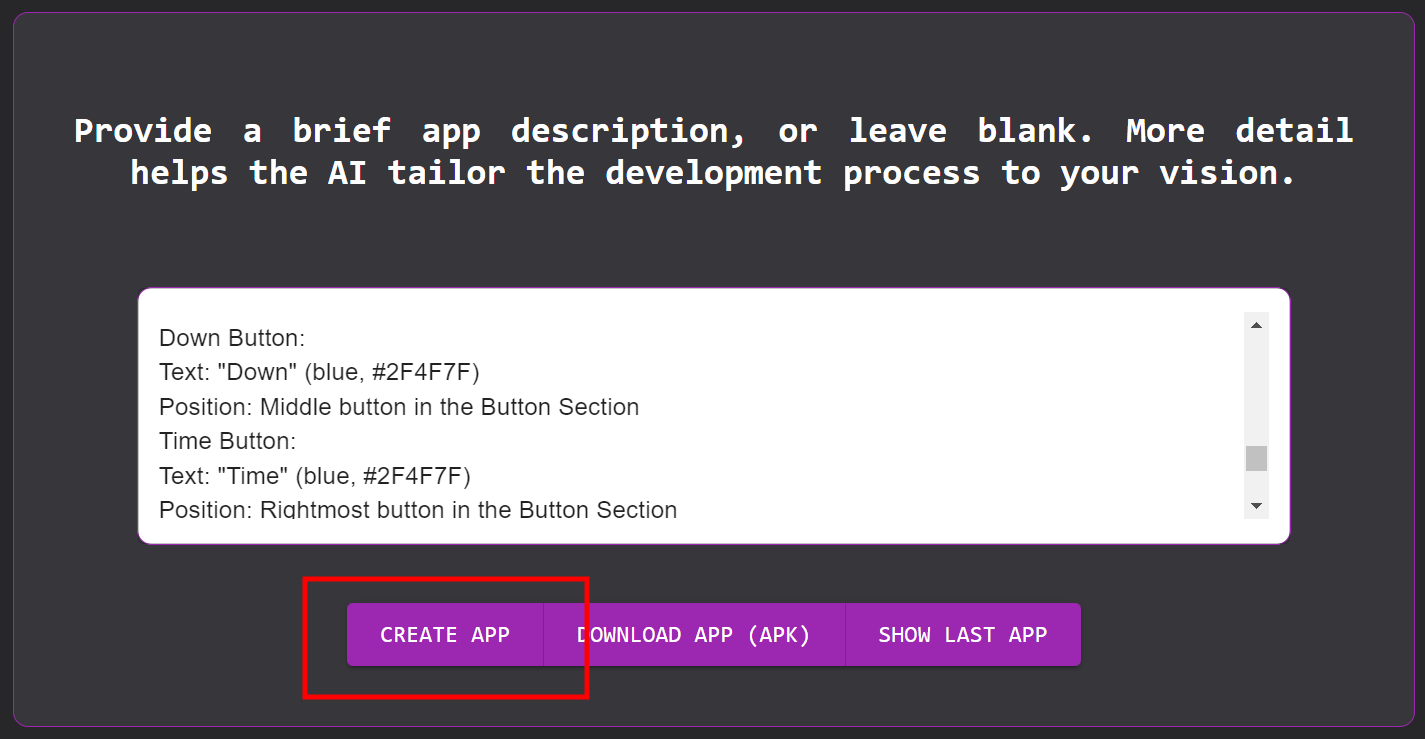 Provide a brief app description, or leave blank. More detail
helps the AI tailor the development process to your vision.
Down Button:
Text: "Down" (blue, #2F4F7F)
Position: Middle button in the Button Section
Time Button:
Text: "Time" (blue, #2F4F7F)
Position: Rightmost button in the Button Section
CREATE APP
DOWNLOAD APP (APK)
SHOW LAST APP